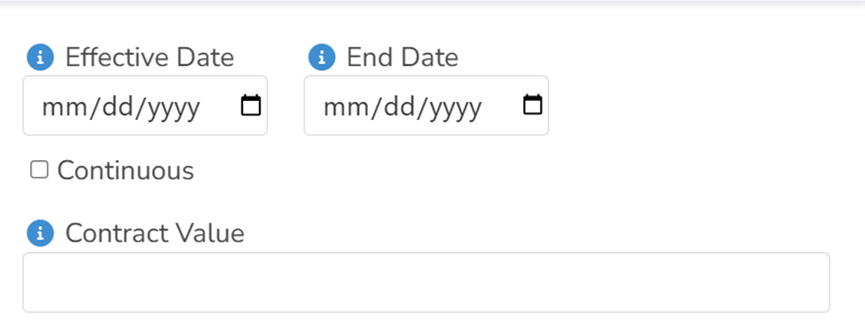 Effective Date End Date
mm/dd/yyyy mm/dd/yyyy
Continuous
Contract Value